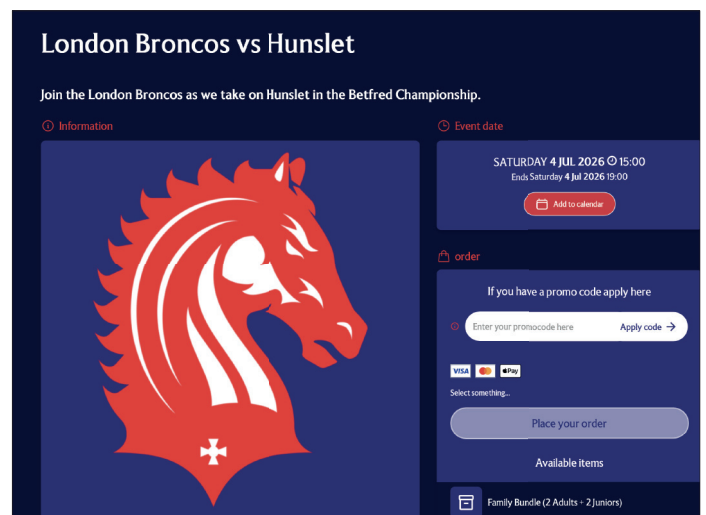 London Broncos vs Hunslet
Join the London Broncos as we take on Hunslet in the Betfred Championship.
Information
Event date
SATURDAY 4 JUL 2026 15:00
Ends Saturday 4 Jul 2026 19:00
Add to calendar
order
If you have a promo code apply here
Enter your promocode here
Apply code →
VISA
Pay
Select something...
Place your order
Available items
Family Bundle (2 Adults + 2 Juniors)